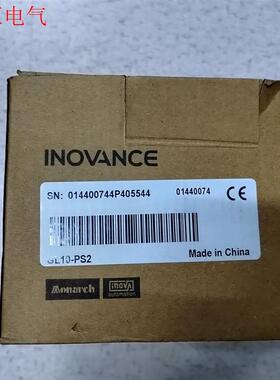 电气
INOVANCE
SN: 014400744P405544
01440074
CE
GL10-PS2
Made in China
Monarch
INOVA
automation